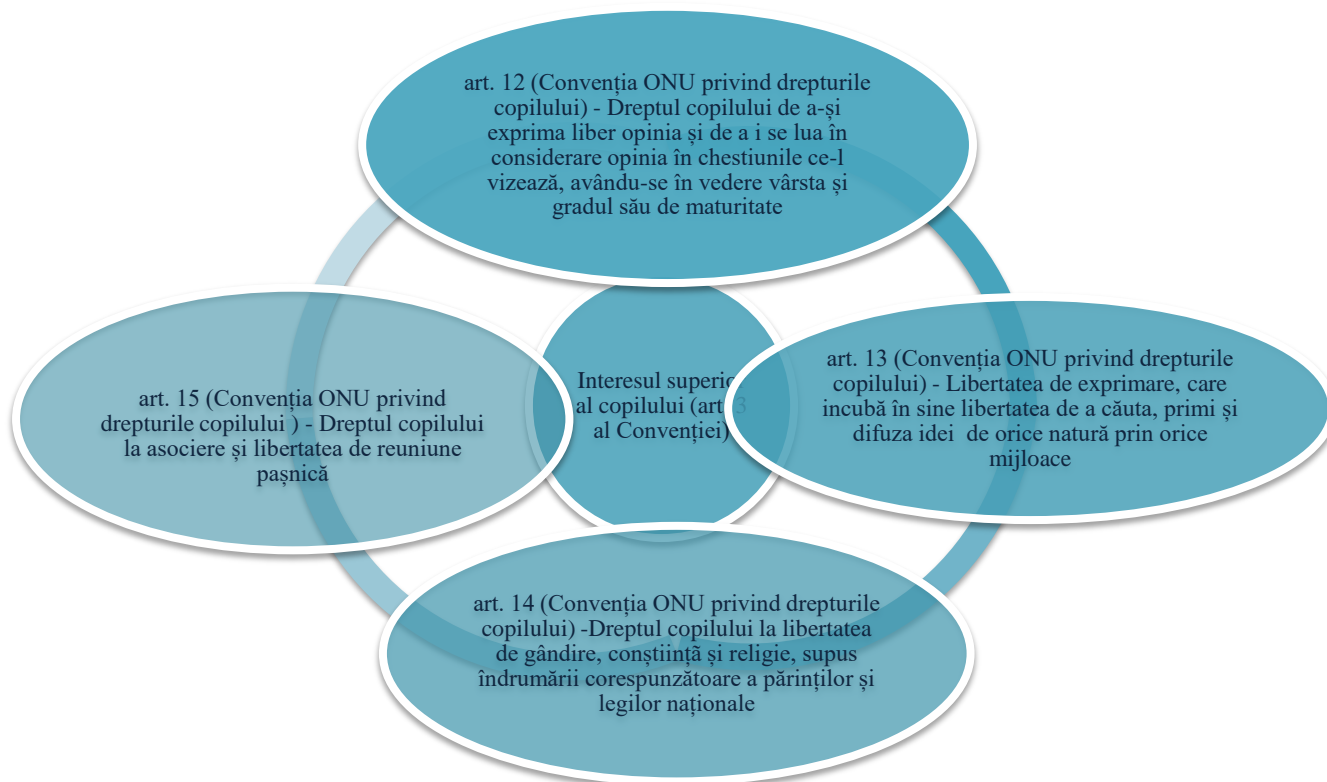 art. 12 (Convenția ONU privind drepturile
copilului) - Dreptul copilului de a-și
exprima liber opinia și de a i se lua în
considerare opinia în chestiunile ce-l
vizează, avându-se în vedere vârsta și
gradul său de maturitate
art. 13 (Convenția ONU privind drepturile
copilului) - Libertatea de exprimare, care
incubă în sine libertatea de a căuta, primi și
difuza idei de orice natură prin orice
mijloace
art. 14 (Convenția ONU privind drepturile
copilului) -Dreptul copilului la libertatea
de gândire, conștiinţã și religie, supus
îndrumării corespunzătoare a părinților și
legilor naționale
art. 15 (Convenția ONU privind
drepturile copilului ) - Dreptul copilului
la asociere și libertatea de reuniune
pașnică
Interesul superio
al copilului (art. 3
al Convenției)